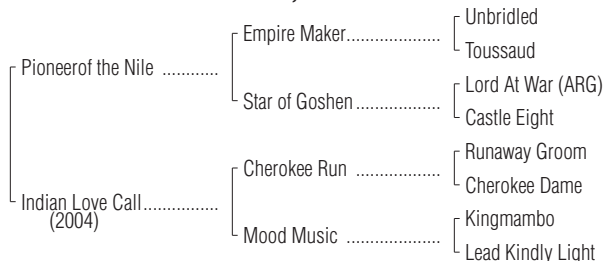 Unbridled
Empire Maker....................
Toussaud
Pioneerof the Nile ............
Lord At War (ARG)
Star of Goshen ..................
Castle Eight
Runaway Groom
Cherokee Run ..................
Cherokee Dame
Indian Love Call................
(2004)
Kingmambo
Mood Music ....................
Lead Kindly Light